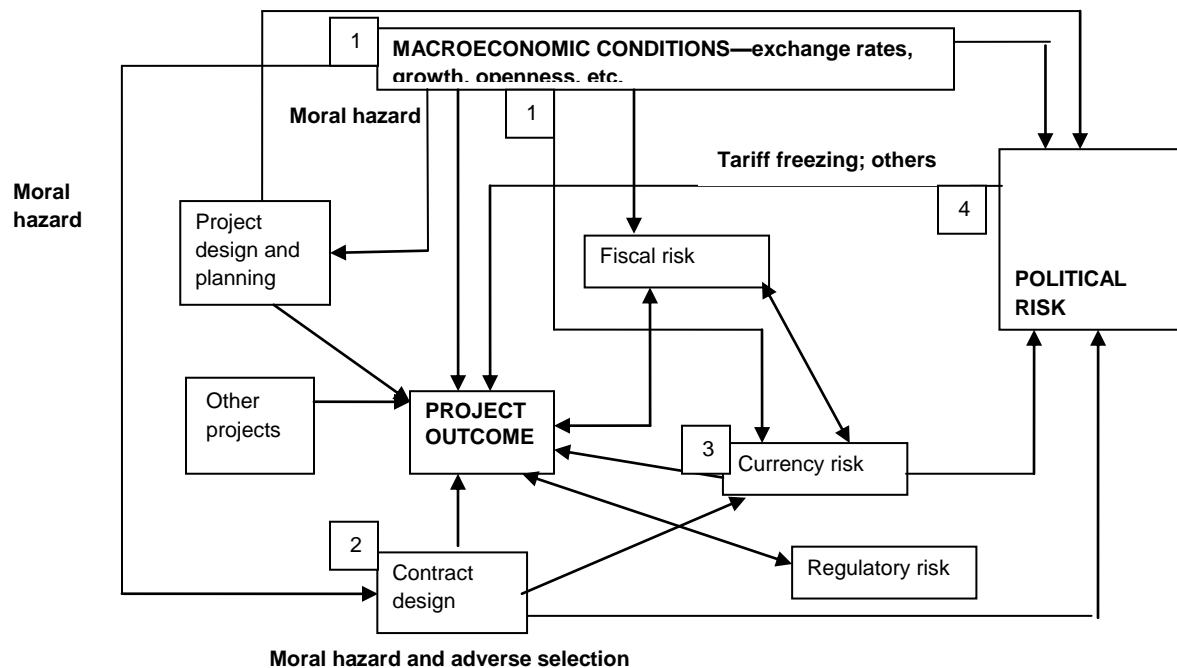 1
MACROECONOMIC CONDITIONS—exchange rates,
growth, openness, etc.
Moral hazard
1
Tariff freezing; others
Moral
hazard
4
Project
design and
planning
Fiscal risk
POLITICAL
RISK
Other
projects
PROJECT
OUTCOME
3
Currency risk
2
Contract
design
Regulatory risk
Moral hazard and adverse selection